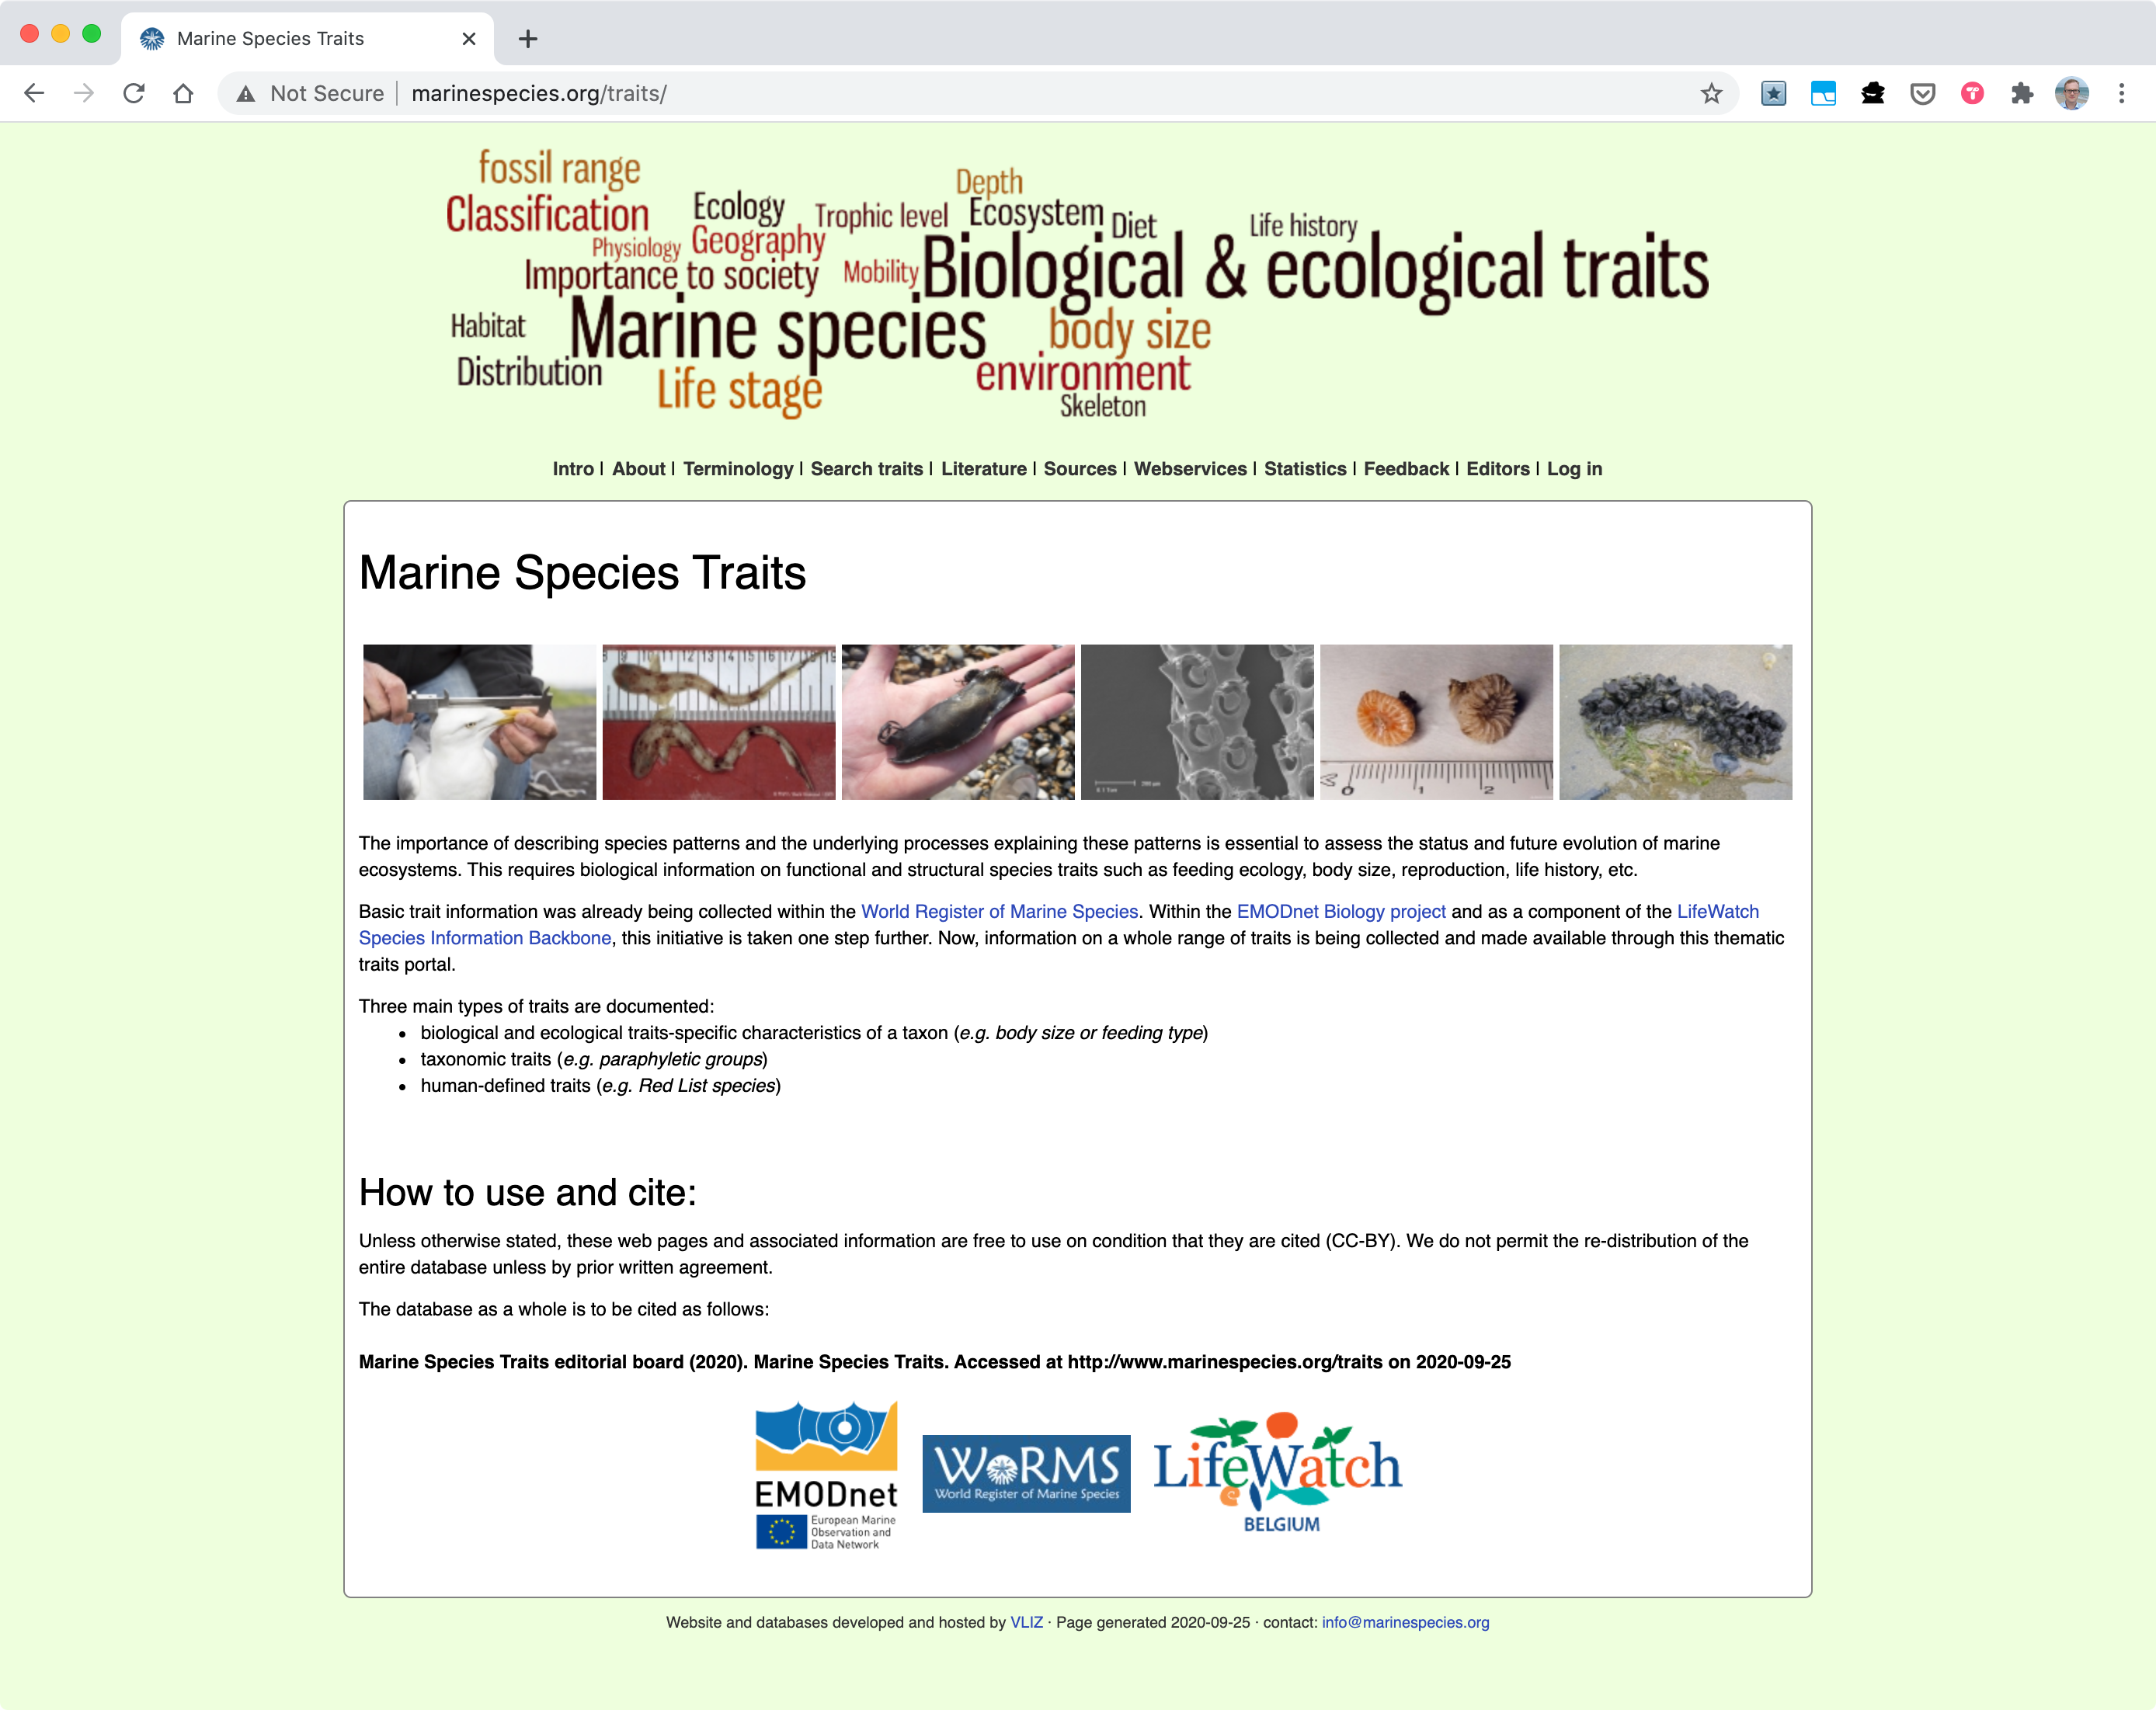 Marine Species Traits
Not Secure | marinespecies.org/traits/
fossil range
Depth
Classification
Ecology
Trophic level
Ecosystem
Diet
Life history
Physiology
Geography
Biological & ecological traits
Importance to society
Mobility
Habitat
Marine species
body size
Distribution
Life stage
environment
Skeleton
Intro | About | Terminology | Search traits | Literature | Sources | Webservices | Statistics | Feedback | Editors | Log in
Marine Species Traits
The importance of describing species patterns and the underlying processes explaining these patterns is essential to assess the status and future evolution of marine
ecosystems. This requires biological information on functional and structural species traits such as feeding ecology, body size, reproduction, life history, etc.
Basic trait information was already being collected within the World Register of Marine Species. Within the EMODnet Biology project and as a component of the LifeWatch
Species Information Backbone, this initiative is taken one step further. Now, information on a whole range of traits is being collected and made available through this thematic
traits portal.
Three main types of traits are documented:
• biological and ecological traits-specific characteristics of a taxon (e.g. body size or feeding type)
• taxonomic traits (e.g. paraphyletic groups)
• human-defined traits (e.g. Red List species)
How to use and cite:
Unless otherwise stated, these web pages and associated information are free to use on condition that they are cited (CC-BY). We do not permit the re-distribution of the
entire database unless by prior written agreement.
The database as a whole is to be cited as follows:
Marine Species Traits editorial board (2020). Marine Species Traits. Accessed at http://www.marinespecies.org/traits on 2020-09-25
EMODnet
European Marine
Observation and
Data Network
WoRMS
World Register of Marine Species
LifeWatch
BELGIUM
Website and databases developed and hosted by VLIZ · Page generated 2020-09-25 · contact: info@marinespecies.org